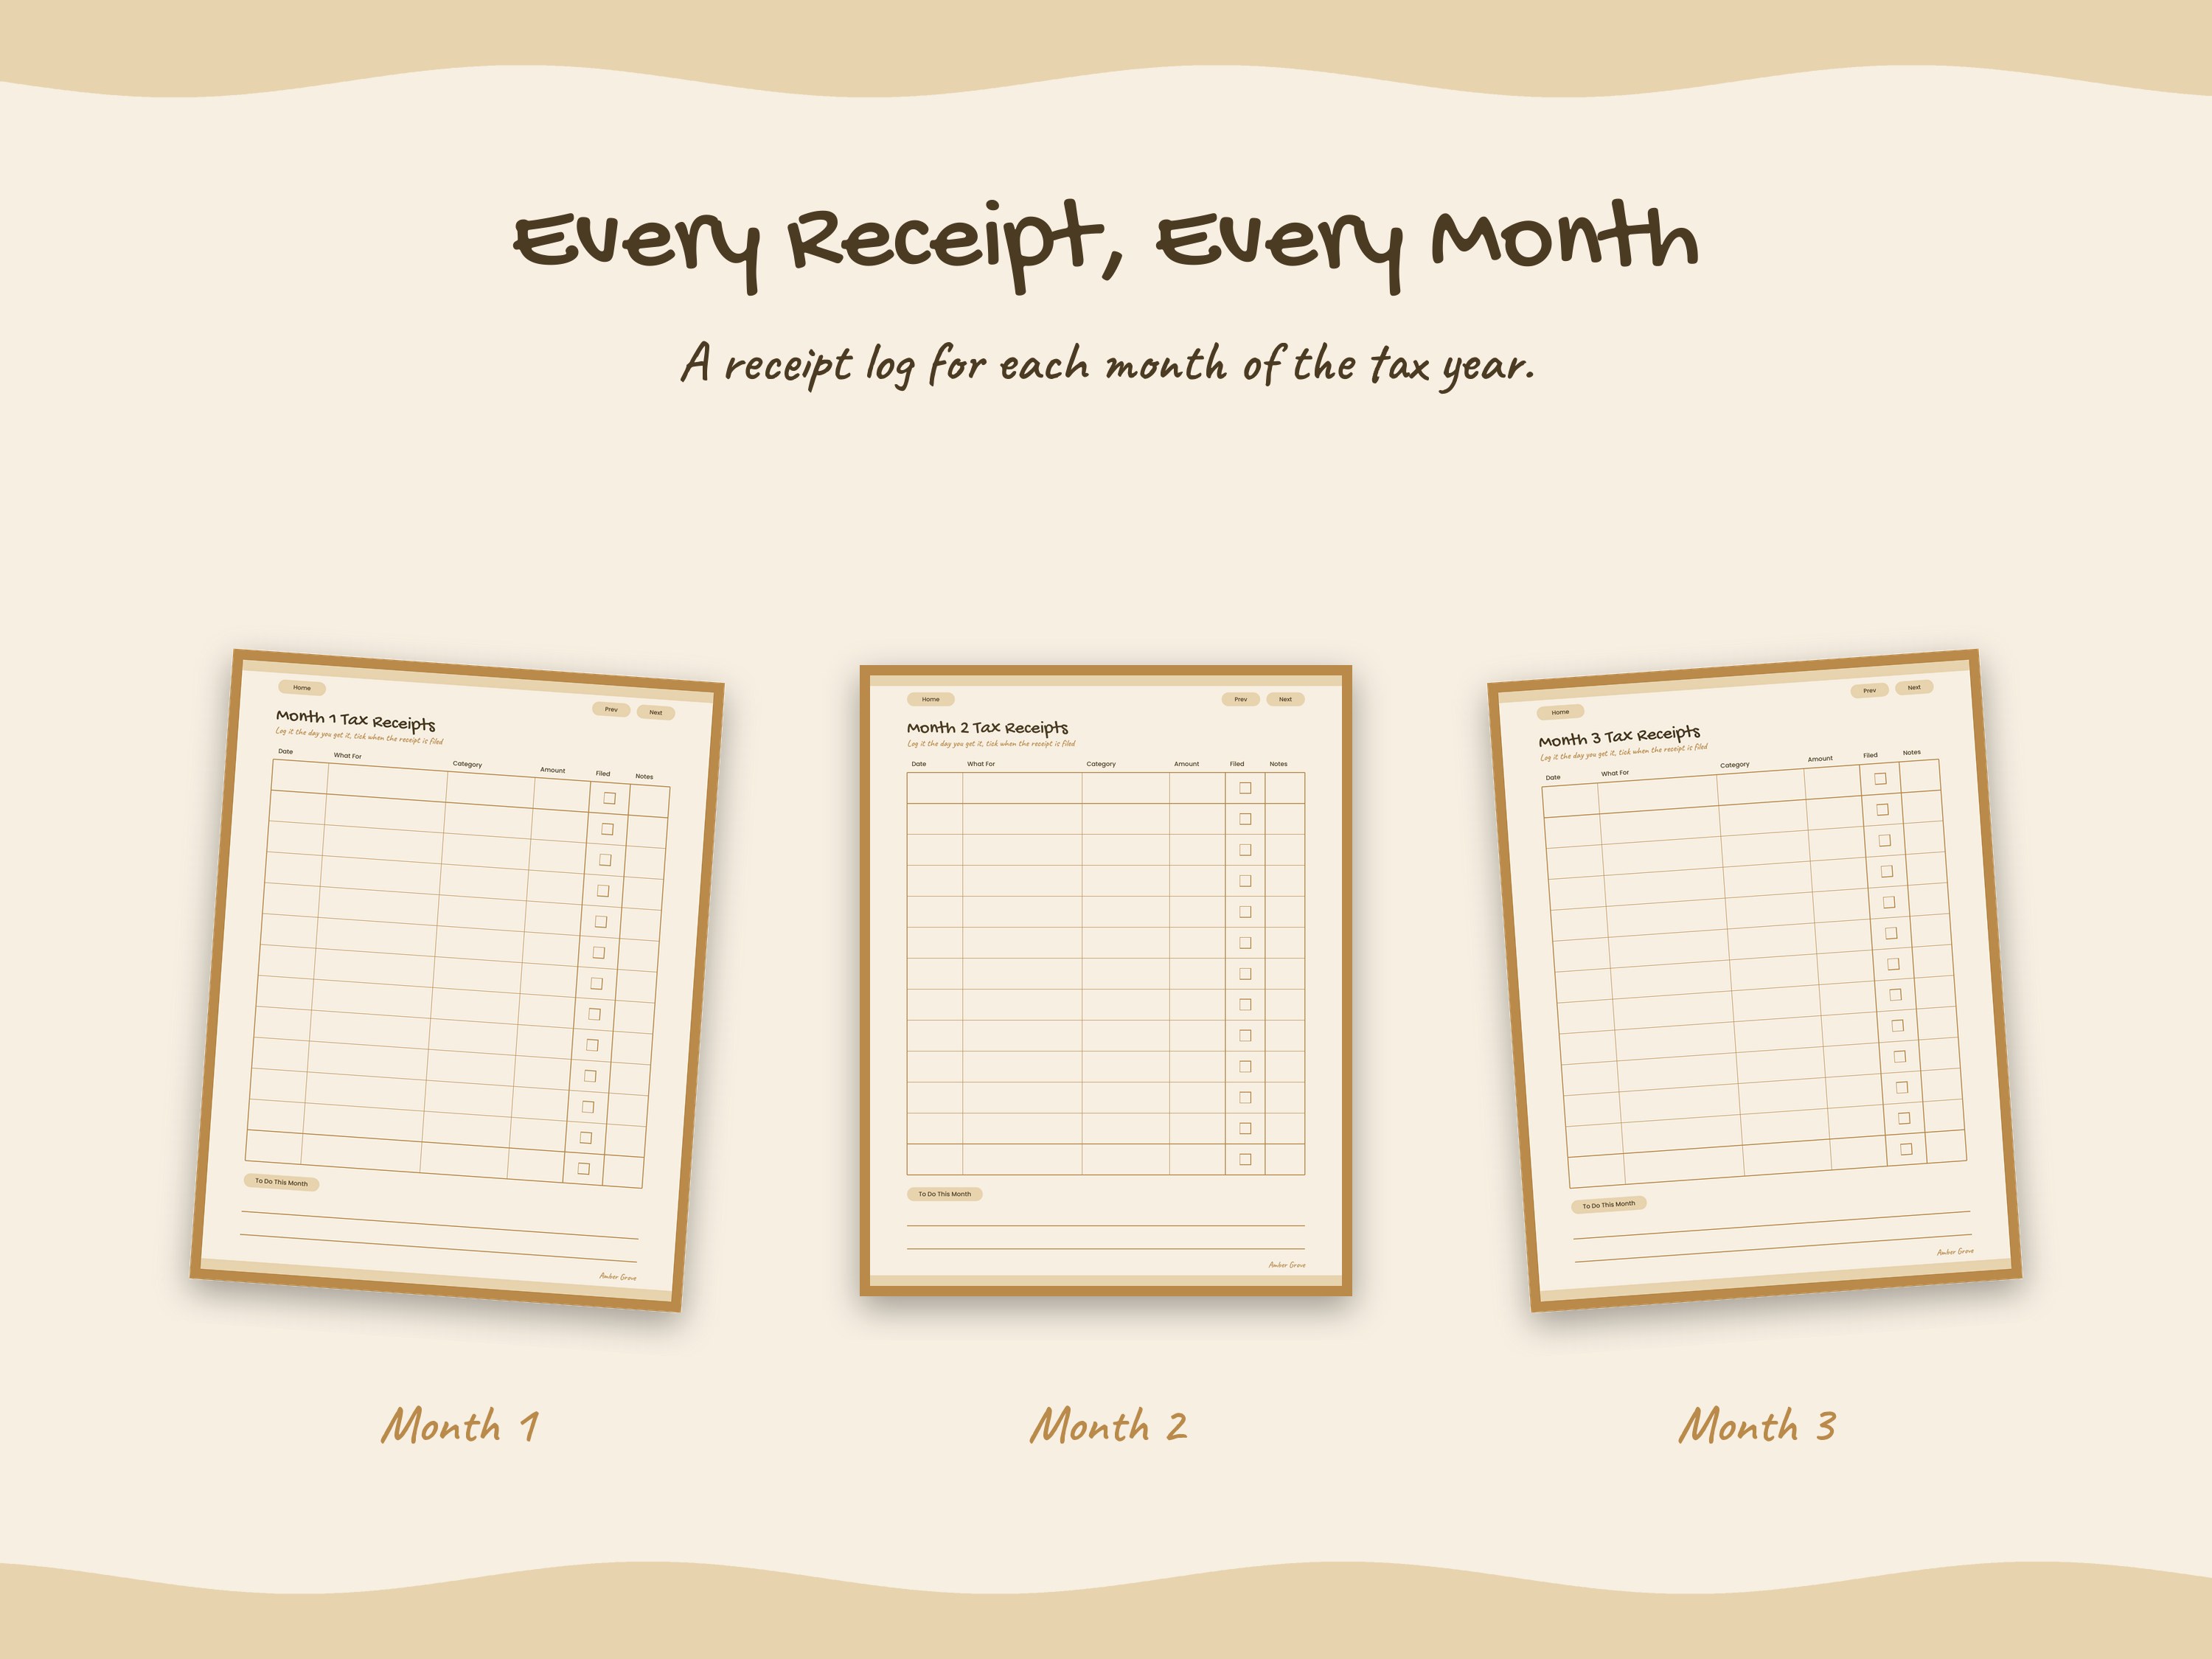 Every Receipt, Every Month
A receipt log for each month of the tax year.
Home
Prev Next
Month 1 Tax Receipts
Log it the day you get it, tick when the receipt is filed
Date What For Category Amount Filed Notes
To Do This Month
Amber Grove
Home Prev Next
Month 2 Tax Receipts
Log it the day you get it, tick when the receipt is filed
Date What For Category Amount Filed Notes
To Do This Month
Amber Grove
Home Prev Next
Month 3 Tax Receipts
Log it the day you get it, tick when the receipt is filed
Date What For Category Amount Filed Notes
To Do This Month
Amber Grove
Month 1 Month 2 Month 3